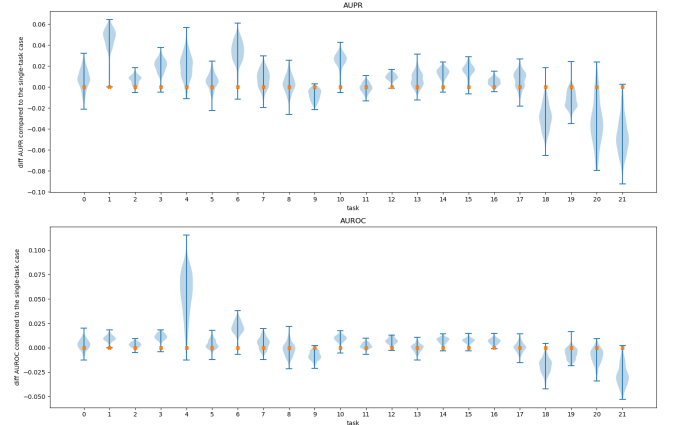 AUPR
diff AUPR compared to the single-task case
0.06
0.04
0.02
0.00
−0.02
−0.04
−0.06
−0.08
−0.10
0 1 2 3 4 5 6 7 8 9 10 11 12 13 14 15 16 17 18 19 20 21
task
AUROC
diff AUROC compared to the single-task case
0.100
0.075
0.050
0.025
0.000
−0.025
−0.050
0 1 2 3 4 5 6 7 8 9 10 11 12 13 14 15 16 17 18 19 20 21
task